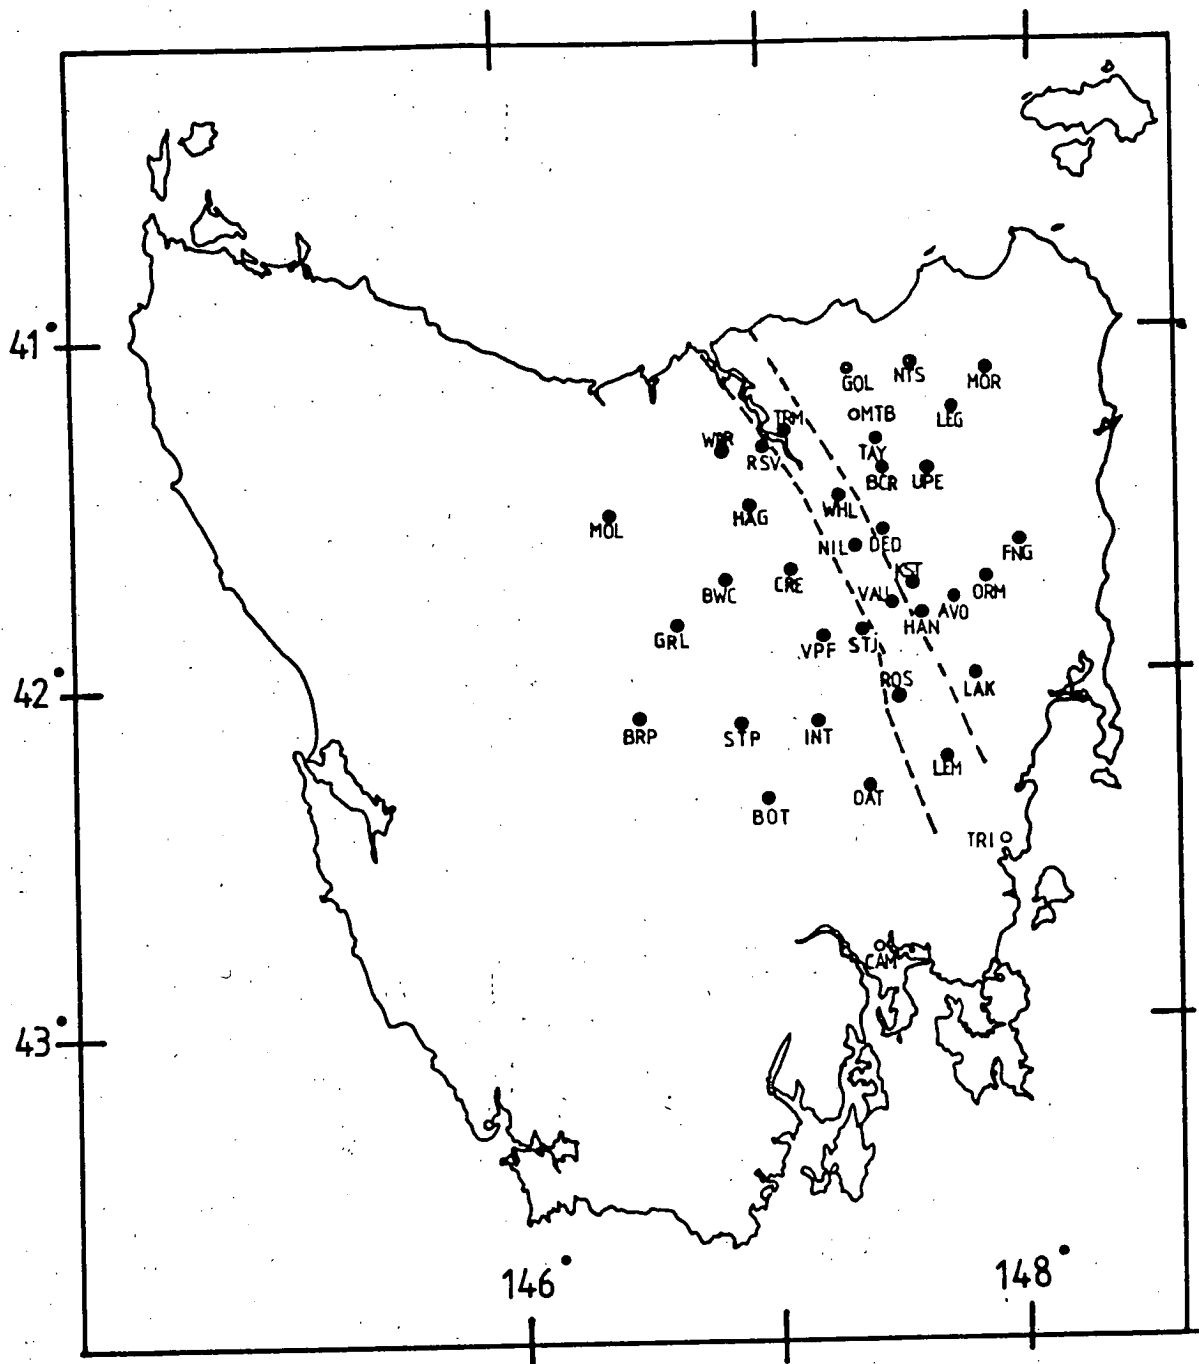 41°
GOL
NTS
MOR
MTB
LEG
TRM
WPR
RSV
TAY
BCR
UPE
MOL
HAG
WHL
NIL
DED
FNG
KST
BWC
CRE
VAU
AVO
ORM
HAN
GRL
VPF
STJ
42°
ROS
LAK
BRP
STP
INT
LEM
OAT
BOT
TRI
CAM
43°
146°
148°